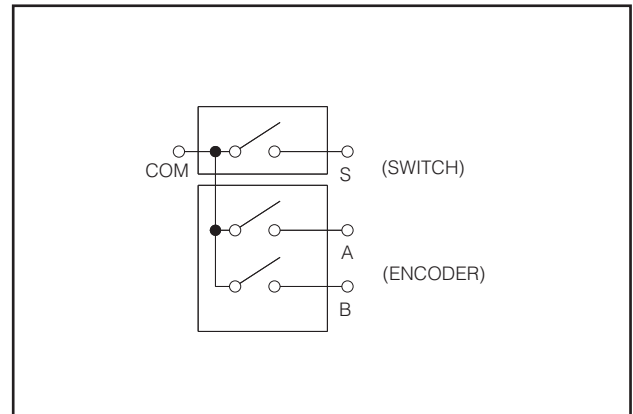 COM
S
(SWITCH)
A
(ENCODER)
B